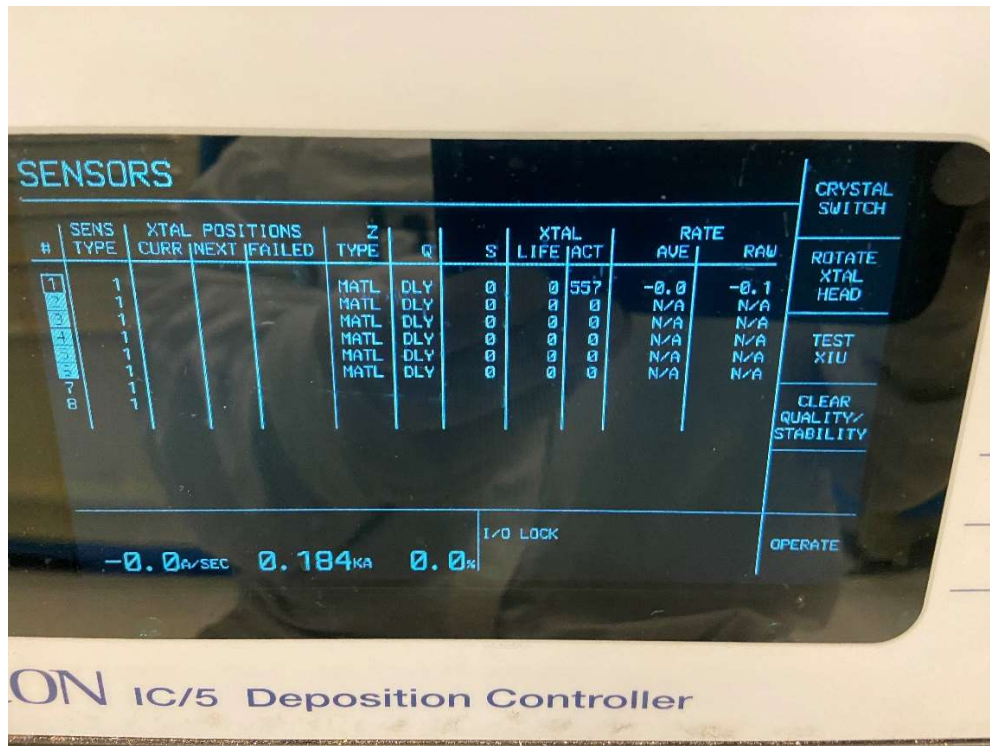 SENSORS
CRYSTAL
SWITCH
SENS XTAL POSITIONS Z XTAL RATE
# TYPE CURR NEXT FAILED TYPE Q S LIFE ACT AVE RAW
ROTATE
XTAL
HEAD
1 1 MATL DLY 0 0 557 -0.0 -0.1
2 1 MATL DLY 0 0 0 N/A N/A
3 1 MATL DLY 0 0 0 N/A N/A
4 1 MATL DLY 0 0 0 N/A N/A
5 1 MATL DLY 0 0 0 N/A N/A
1 MATL DLY 0 0 0 N/A N/A
7 1
8 1
TEST
XIU
CLEAR
QUALITY/
STABILITY
I/O LOCK
OPERATE
-0.0A/SEC 0.184KA 0.0%
ON IC/5 Deposition Controller